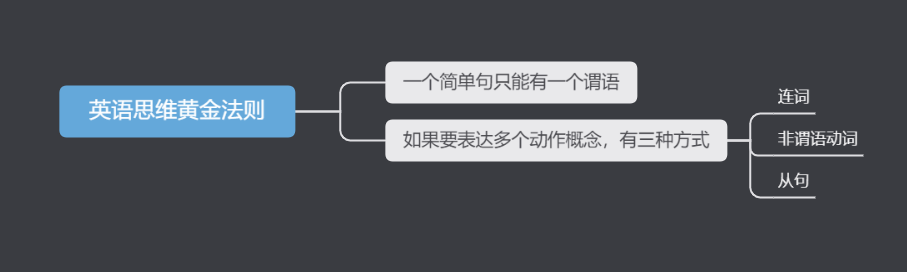 英语思维黄金法则
一个简单句只能有一个谓语
如果要表达多个动作概念，有三种方式
连词
非谓语动词
从句